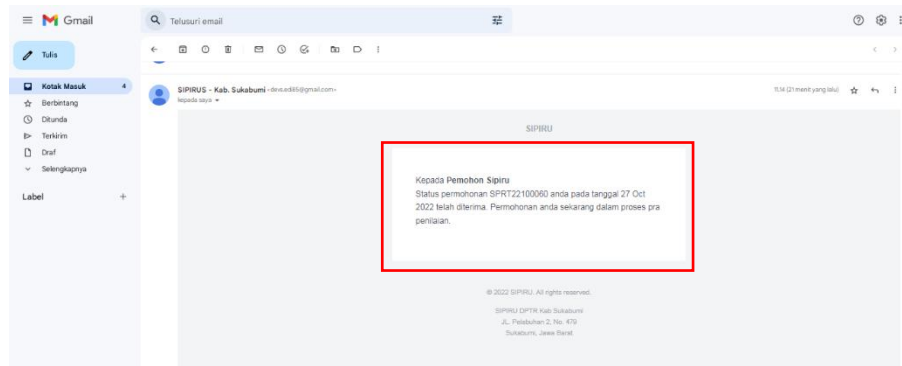 Gmail
Telusuri email
Tulis
Kotak Masuk 4
Berbintang
Ditunda
Terkirim
Draf
Selengkapnya
Label +
SIPIRUS - Kab. Sukabumi
kepada saya
11.14 (21 menit yang lalu)
SIPIRU
Kepada Pemohon Sipiru
Status permohonan SPRT22100060 anda pada tanggal 27 Oct
2022 telah diterima. Permohonan anda sekarang dalam proses pra
penilaian.
© 2022 SIPIRU. All rights reserved.
SIPIRU DPTR Kab Sukabumi
JL. Pelabuhan 2, No. 479
Sukabumi, Jawa Barat